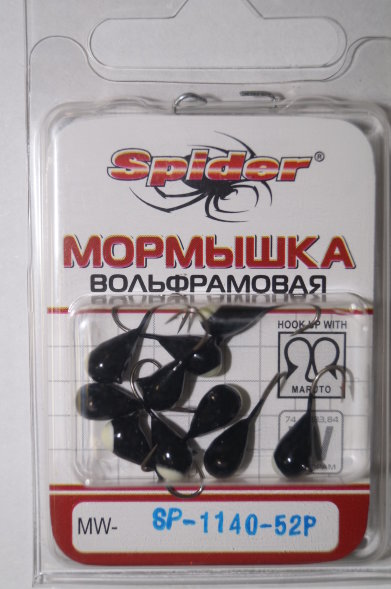 Spider®
МОРМЫШКА
ВОЛЬФРАМОВАЯ
HOOK UP WITH
MARUTO
MW- SP-1140-52P